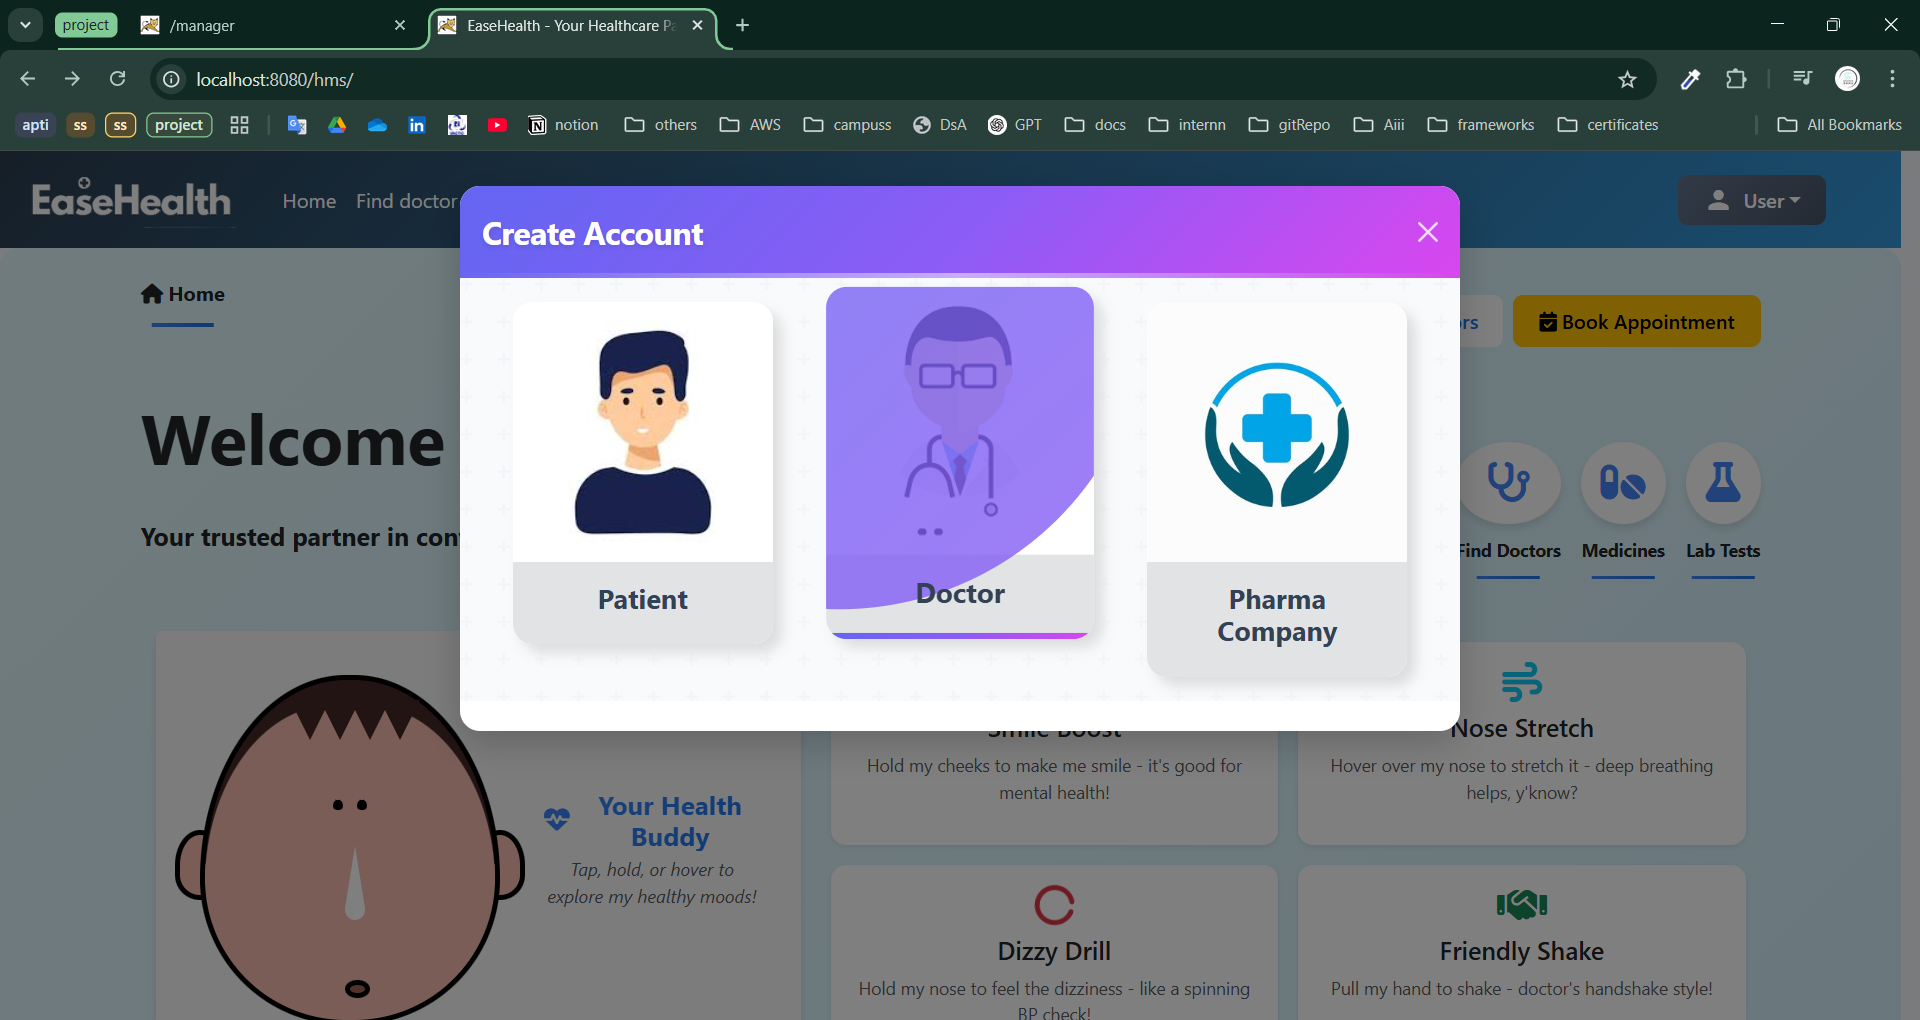 project
/manager
EaseHealth - Your Healthcare Pa
localhost:8080/hms/
apti
ss
ss
project
notion
others
AWS
campuss
DsA
GPT
docs
internn
gitRepo
Aiii
frameworks
certificates
All Bookmarks
EaseHealth
Home
Find doctor
User
Create Account
Home
rs
Book Appointment
Patient
Doctor
Pharma
Company
Welcome
Your trusted partner in con
Find Doctors
Medicines
Lab Tests
Your Health
Buddy
Tap, hold, or hover to
explore my healthy moods!
Smile Boost
Hold my cheeks to make me smile - it's good for
mental health!
Nose Stretch
Hover over my nose to stretch it - deep breathing
helps, y'know?
Dizzy Drill
Hold my nose to feel the dizziness - like a spinning
BP check!
Friendly Shake
Pull my hand to shake - doctor's handshake style!